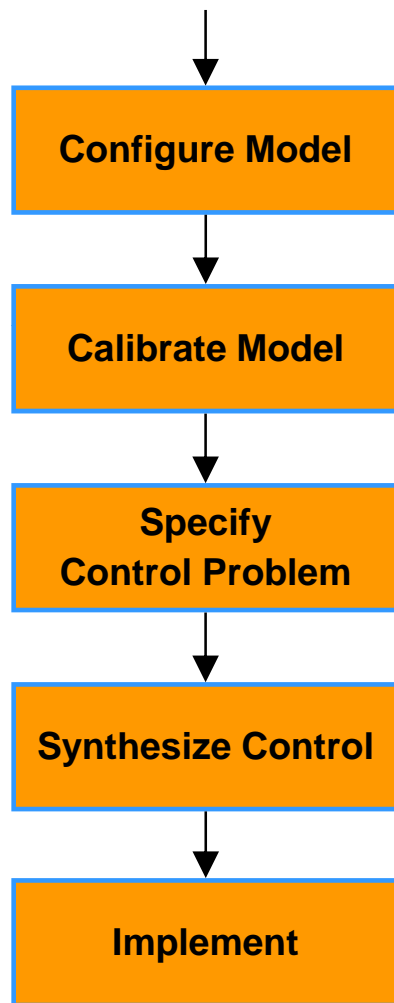 Configure Model
Calibrate Model
Specify
Control Problem
Synthesize Control
Implement